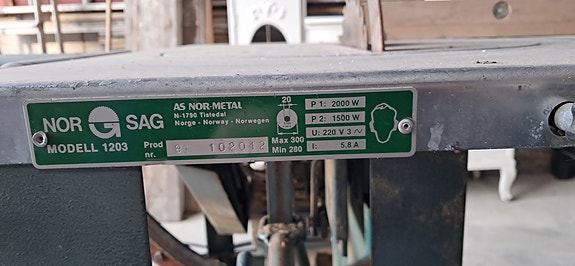 NOR SAG
MODELL 1203
AS NOR-METAL
N-1790 Tistedal
Norge - Norway - Norwegen
Prod
nr.
102012
20
Max 300
Min 280
P 1: 2000 W
P 2: 1500 W
U: 220 V 3 ~
I: 5,8 A